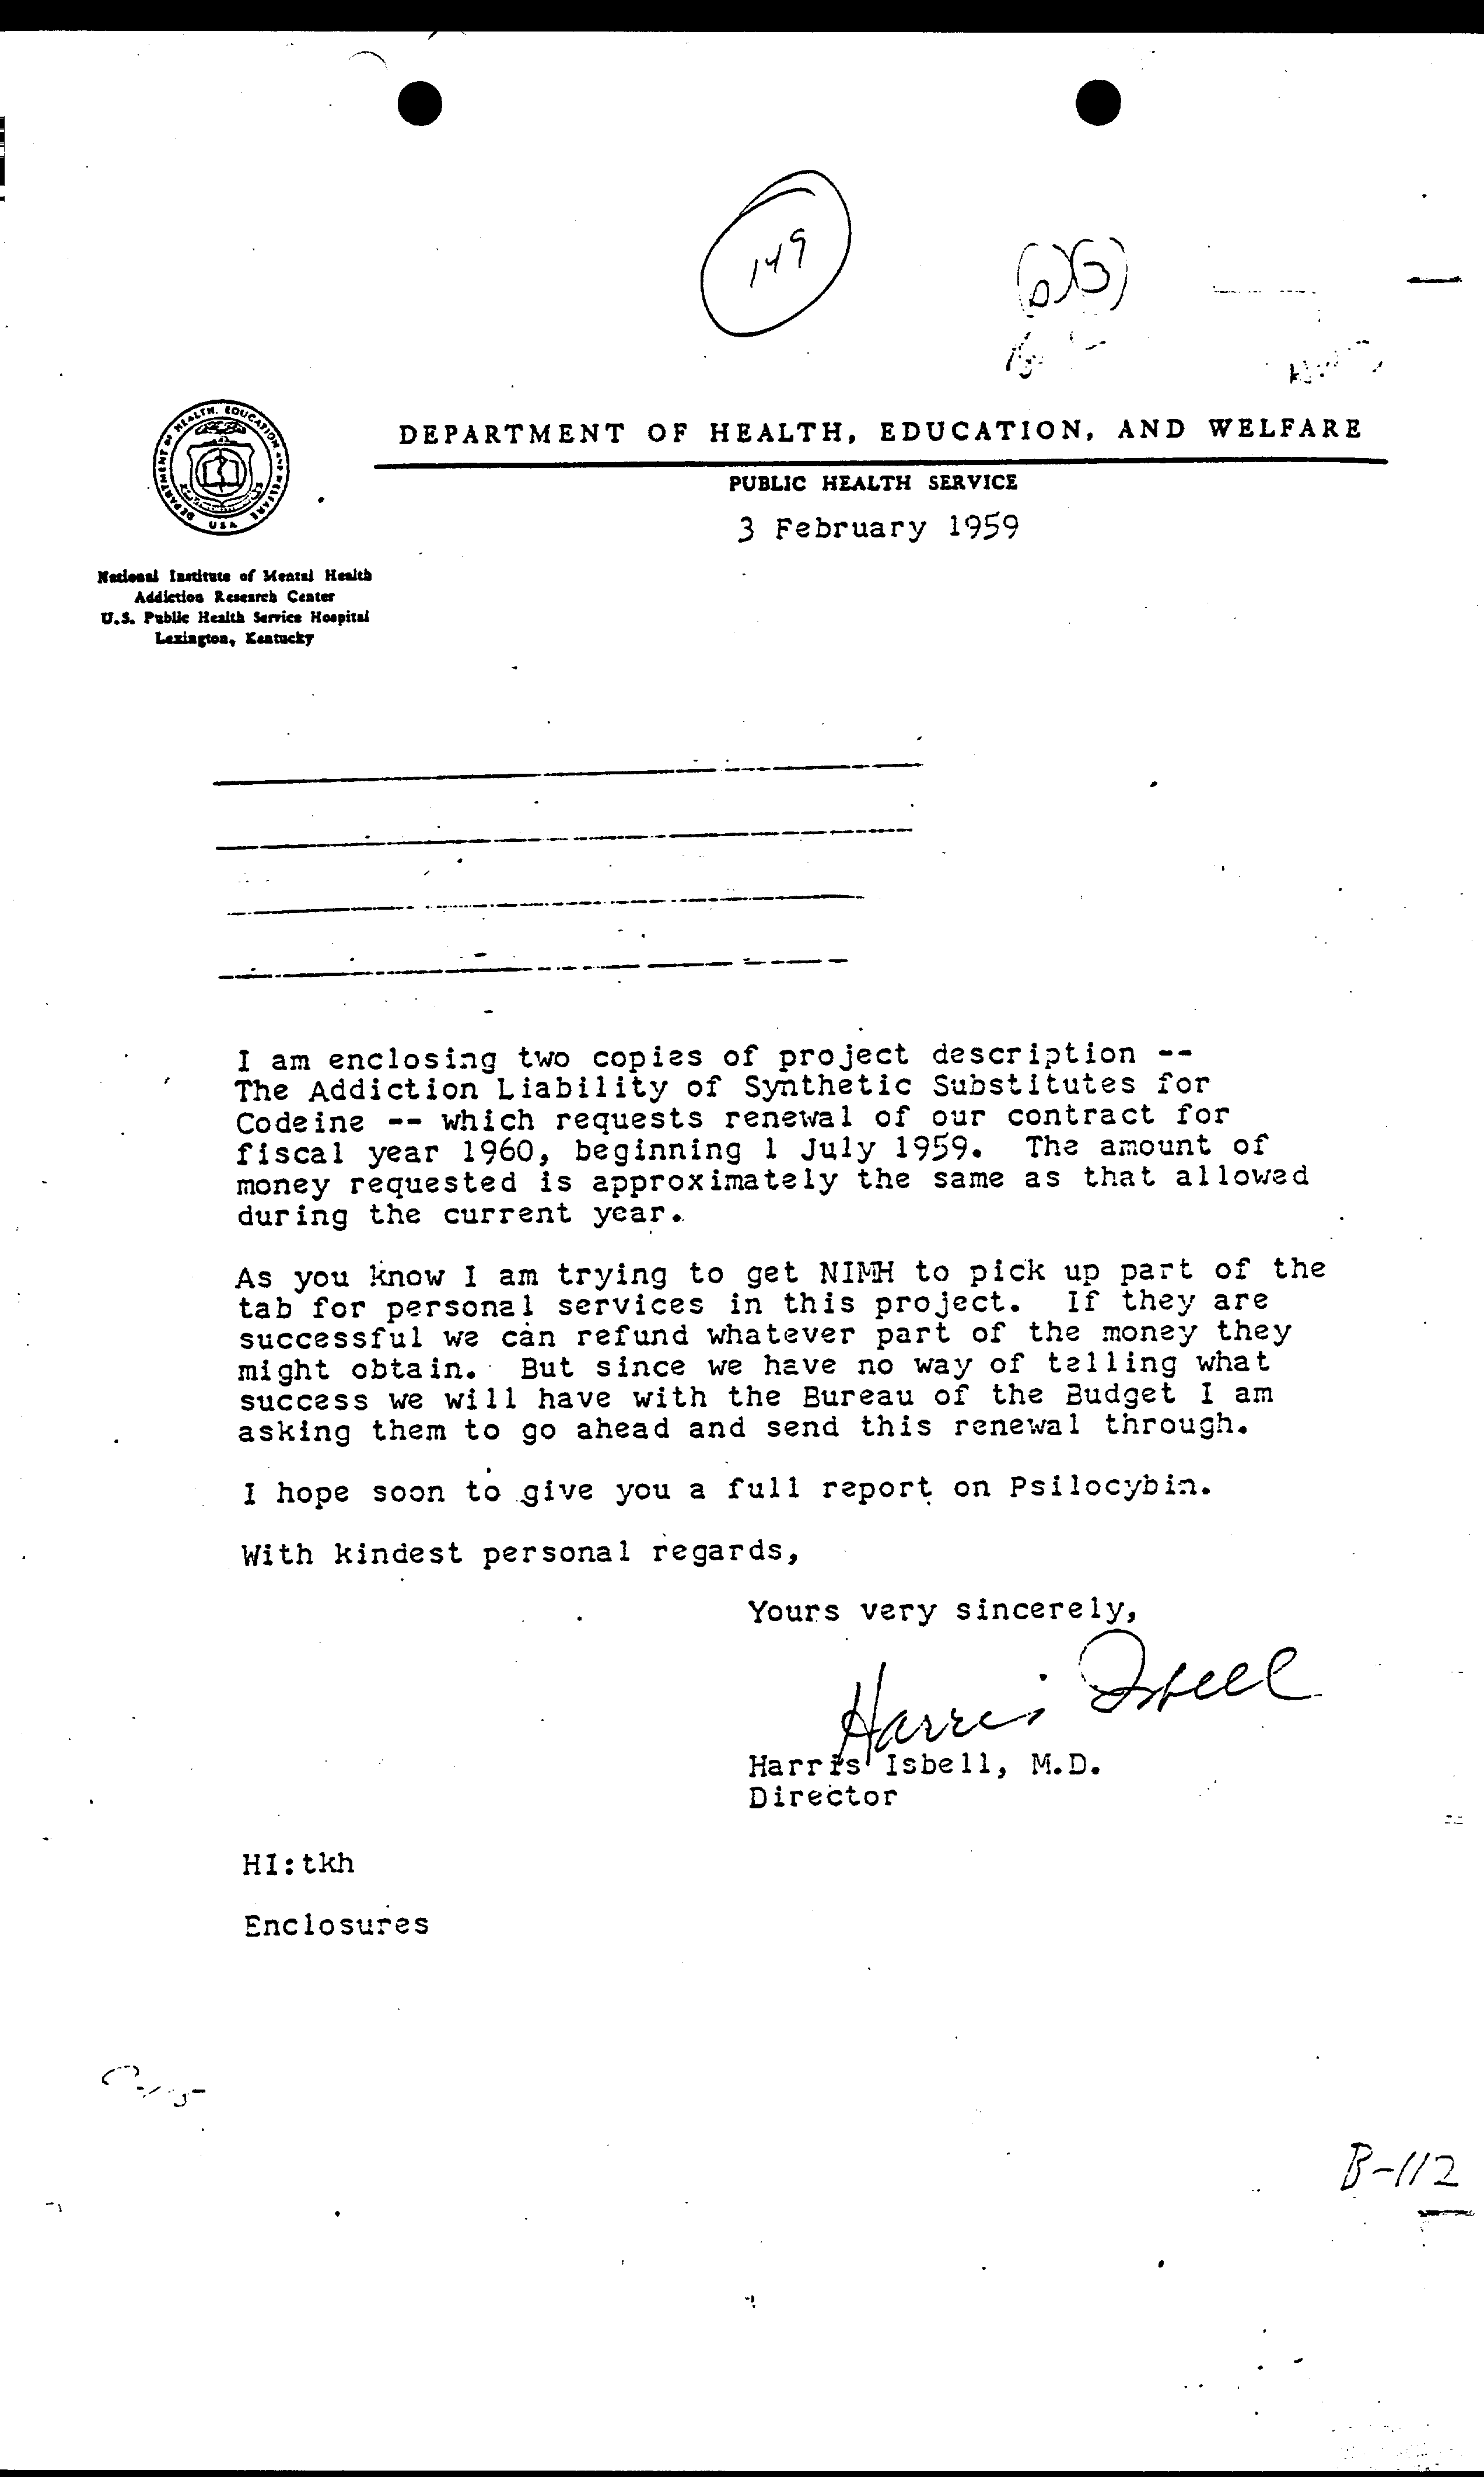 149
(b)(3)
DEPARTMENT OF HEALTH, EDUCATION, AND WELFARE
DEPARTMENT OF HEALTH, EDUCATION AND WELFARE
USA
PUBLIC HEALTH SERVICE
3 February 1959
National Institute of Mental Health
Addiction Research Center
U.S. Public Health Service Hospital
Lexington, Kentucky
I am enclosing two copies of project description --
The Addiction Liability of Synthetic Substitutes for
Codeine -- which requests renewal of our contract for
fiscal year 1960, beginning 1 July 1959. The amount of
money requested is approximately the same as that allowed
during the current year.
As you know I am trying to get NIMH to pick up part of the
tab for personal services in this project. If they are
successful we can refund whatever part of the money they
might obtain. But since we have no way of telling what
success we will have with the Bureau of the Budget I am
asking them to go ahead and send this renewal through.
I hope soon to give you a full report on Psilocybin.
With kindest personal regards,
Yours very sincerely,
Harris Isbell
Harris Isbell, M.D.
Director
HI:tkh
Enclosures
B-112